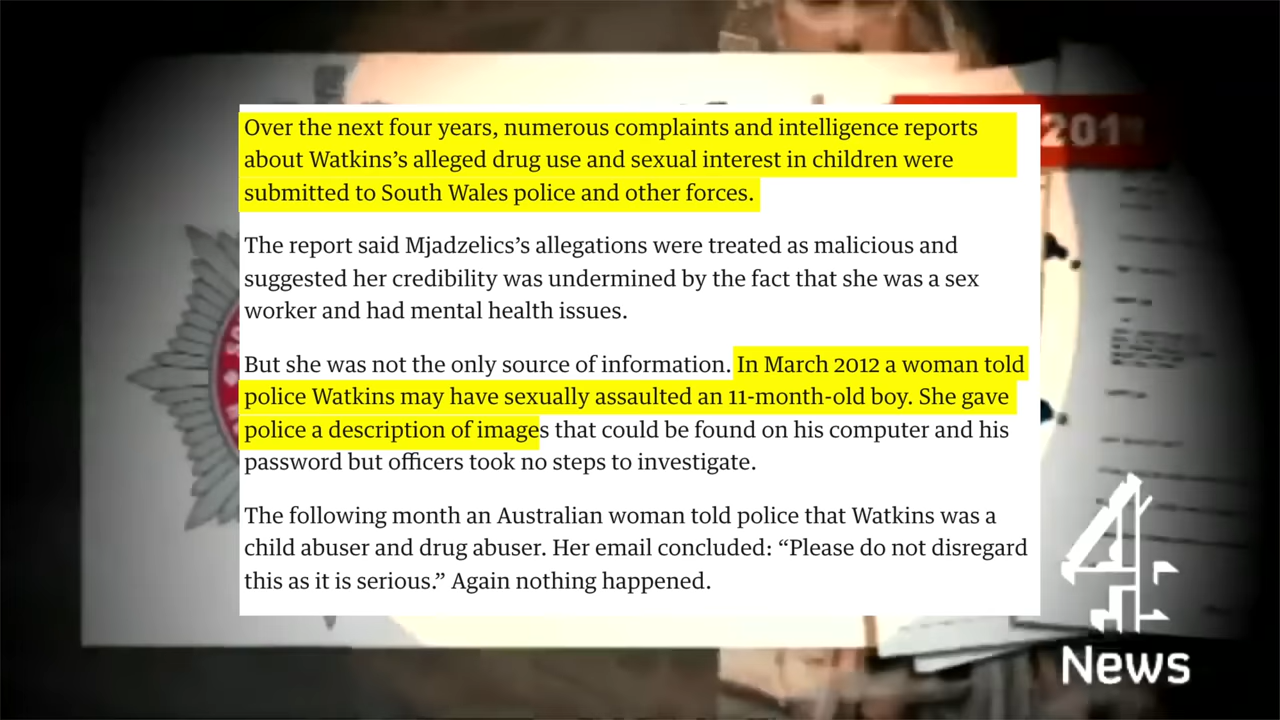 Over the next four years, numerous complaints and intelligence reports
about Watkins’s alleged drug use and sexual interest in children were
submitted to South Wales police and other forces.
The report said Mjadzelics’s allegations were treated as malicious and
suggested her credibility was undermined by the fact that she was a sex
worker and had mental health issues.
But she was not the only source of information. In March 2012 a woman told
police Watkins may have sexually assaulted an 11-month-old boy. She gave
police a description of images that could be found on his computer and his
password but officers took no steps to investigate.
The following month an Australian woman told police that Watkins was a
child abuser and drug abuser. Her email concluded: “Please do not disregard
this as it is serious.” Again nothing happened.
4
News